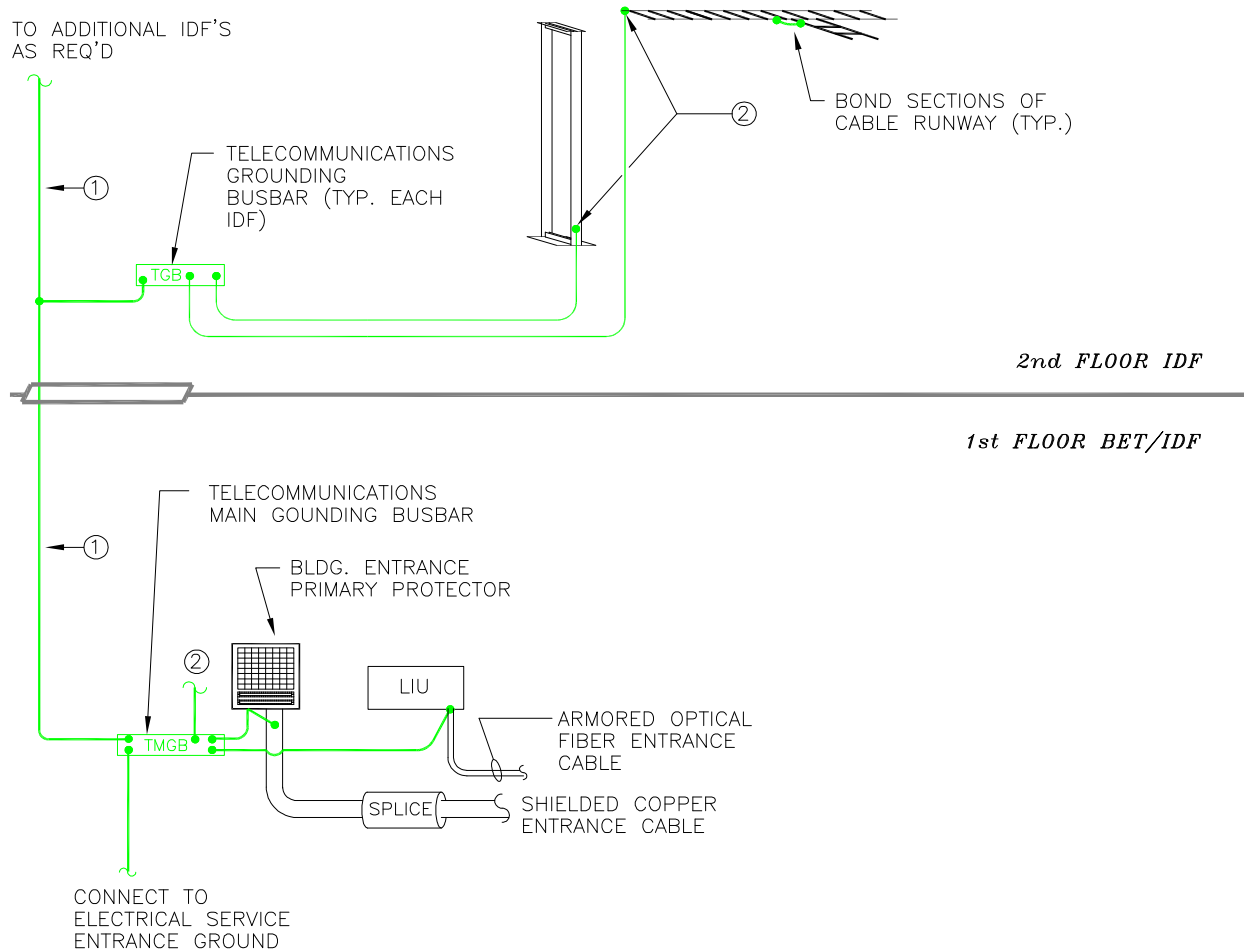 TO ADDITIONAL IDF'S
AS REQ'D
BOND SECTIONS OF
CABLE RUNWAY (TYP.)
2
1
TELECOMMUNICATIONS
GROUNDING
BUSBAR (TYP. EACH
IDF)
TGB
2nd FLOOR IDF
1st FLOOR BET/IDF
TELECOMMUNICATIONS
MAIN GOUNDING BUSBAR
1
BLDG. ENTRANCE
PRIMARY PROTECTOR
2
LIU
TMGB
ARMORED OPTICAL
FIBER ENTRANCE
CABLE
SPLICE
SHIELDED COPPER
ENTRANCE CABLE
CONNECT TO
ELECTRICAL SERVICE
ENTRANCE GROUND